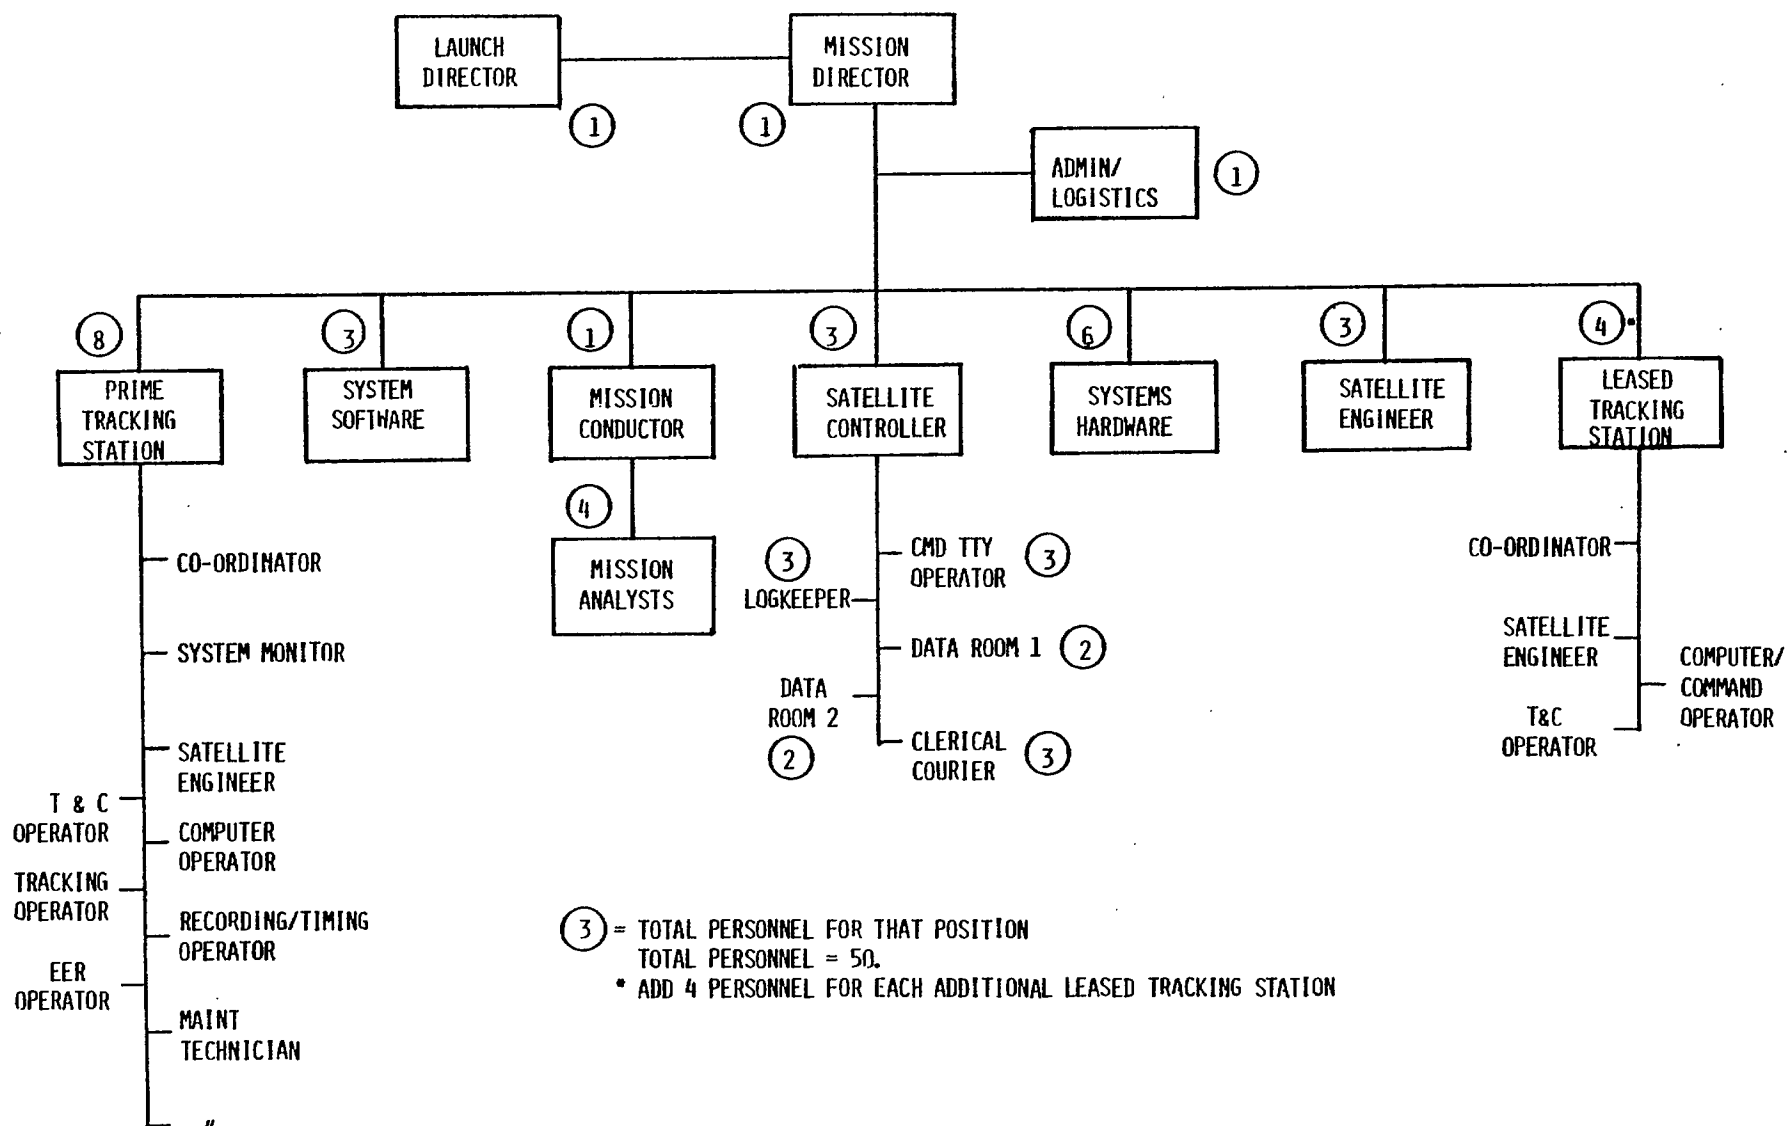 LAUNCH
DIRECTOR
1
MISSION
DIRECTOR
1
ADMIN/
LOGISTICS
1
8
PRIME
TRACKING
STATION
3
SYSTEM
SOFTWARE
1
MISSION
CONDUCTOR
3
SATELLITE
CONTROLLER
6
SYSTEMS
HARDWARE
3
SATELLITE
ENGINEER
4*
LEASED
TRACKING
STATION
4
MISSION
ANALYSTS
CO-ORDINATOR
SYSTEM MONITOR
SATELLITE
ENGINEER
T & C
OPERATOR
COMPUTER
OPERATOR
TRACKING
OPERATOR
RECORDING/TIMING
OPERATOR
EER
OPERATOR
MAINT
TECHNICIAN
"
CMD TTY
OPERATOR
3
3
LOGKEEPER
DATA ROOM 1
2
DATA
ROOM 2
2
CLERICAL
COURIER
3
CO-ORDINATOR
SATELLITE
ENGINEER
COMPUTER/
COMMAND
OPERATOR
T&C
OPERATOR
3 = TOTAL PERSONNEL FOR THAT POSITION
TOTAL PERSONNEL = 50.
* ADD 4 PERSONNEL FOR EACH ADDITIONAL LEASED TRACKING STATION